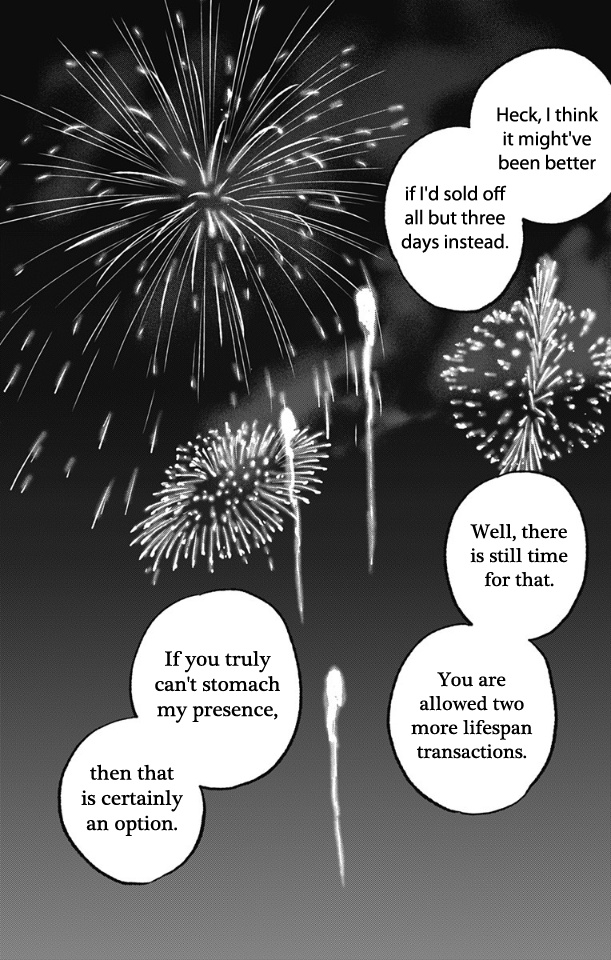 Heck, I think
it might've
been better
if I'd sold off
all but three
days instead.
Well, there
is still time
for that.
You are
allowed two
more lifespan
transactions.
If you truly
can't stomach
my presence,
then that
is certainly
an option.